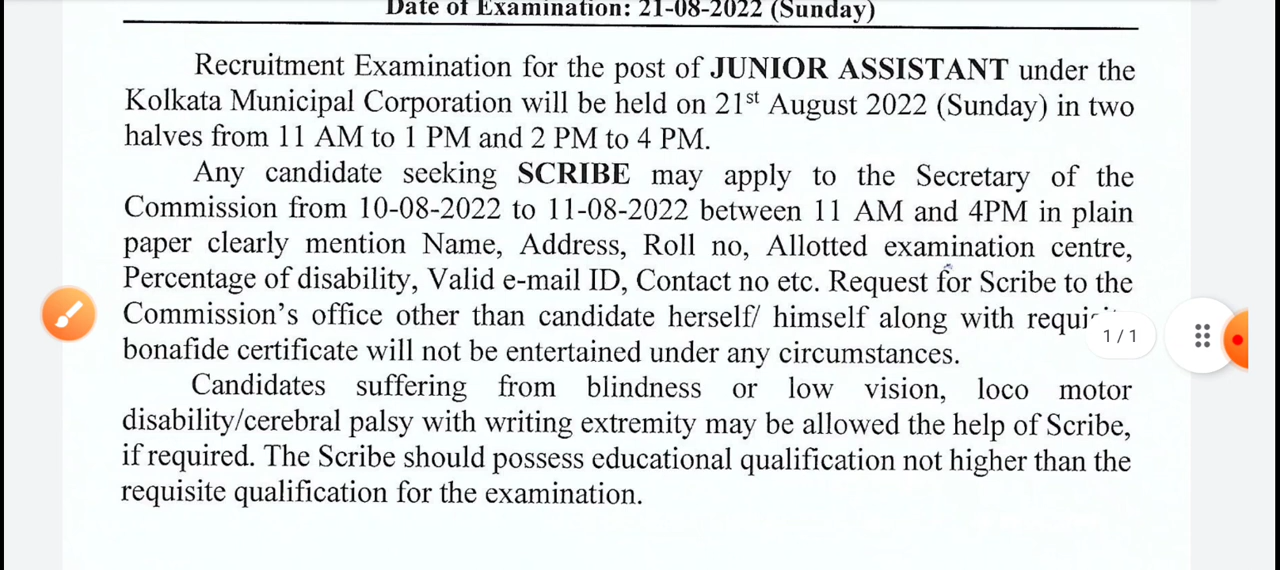 Date of Examination: 21-08-2022 (Sunday)
Recruitment Examination for the post of JUNIOR ASSISTANT under the
Kolkata Municipal Corporation will be held on 21st August 2022 (Sunday) in two
halves from 11 AM to 1 PM and 2 PM to 4 PM.
Any candidate seeking SCRIBE may apply to the Secretary of the
Commission from 10-08-2022 to 11-08-2022 between 11 AM and 4PM in plain
paper clearly mention Name, Address, Roll no, Allotted examination centre,
Percentage of disability, Valid e-mail ID, Contact no etc. Request for Scribe to the
Commission's office other than candidate herself/ himself along with
1 / 1
bonafide certificate will not be entertained under any circumstances.
Candidates suffering from blindness or low vision, loco motor
disability/cerebral palsy with writing extremity may be allowed the help of Scribe,
if required. The Scribe should possess educational qualification not higher than the
requisite qualification for the examination.